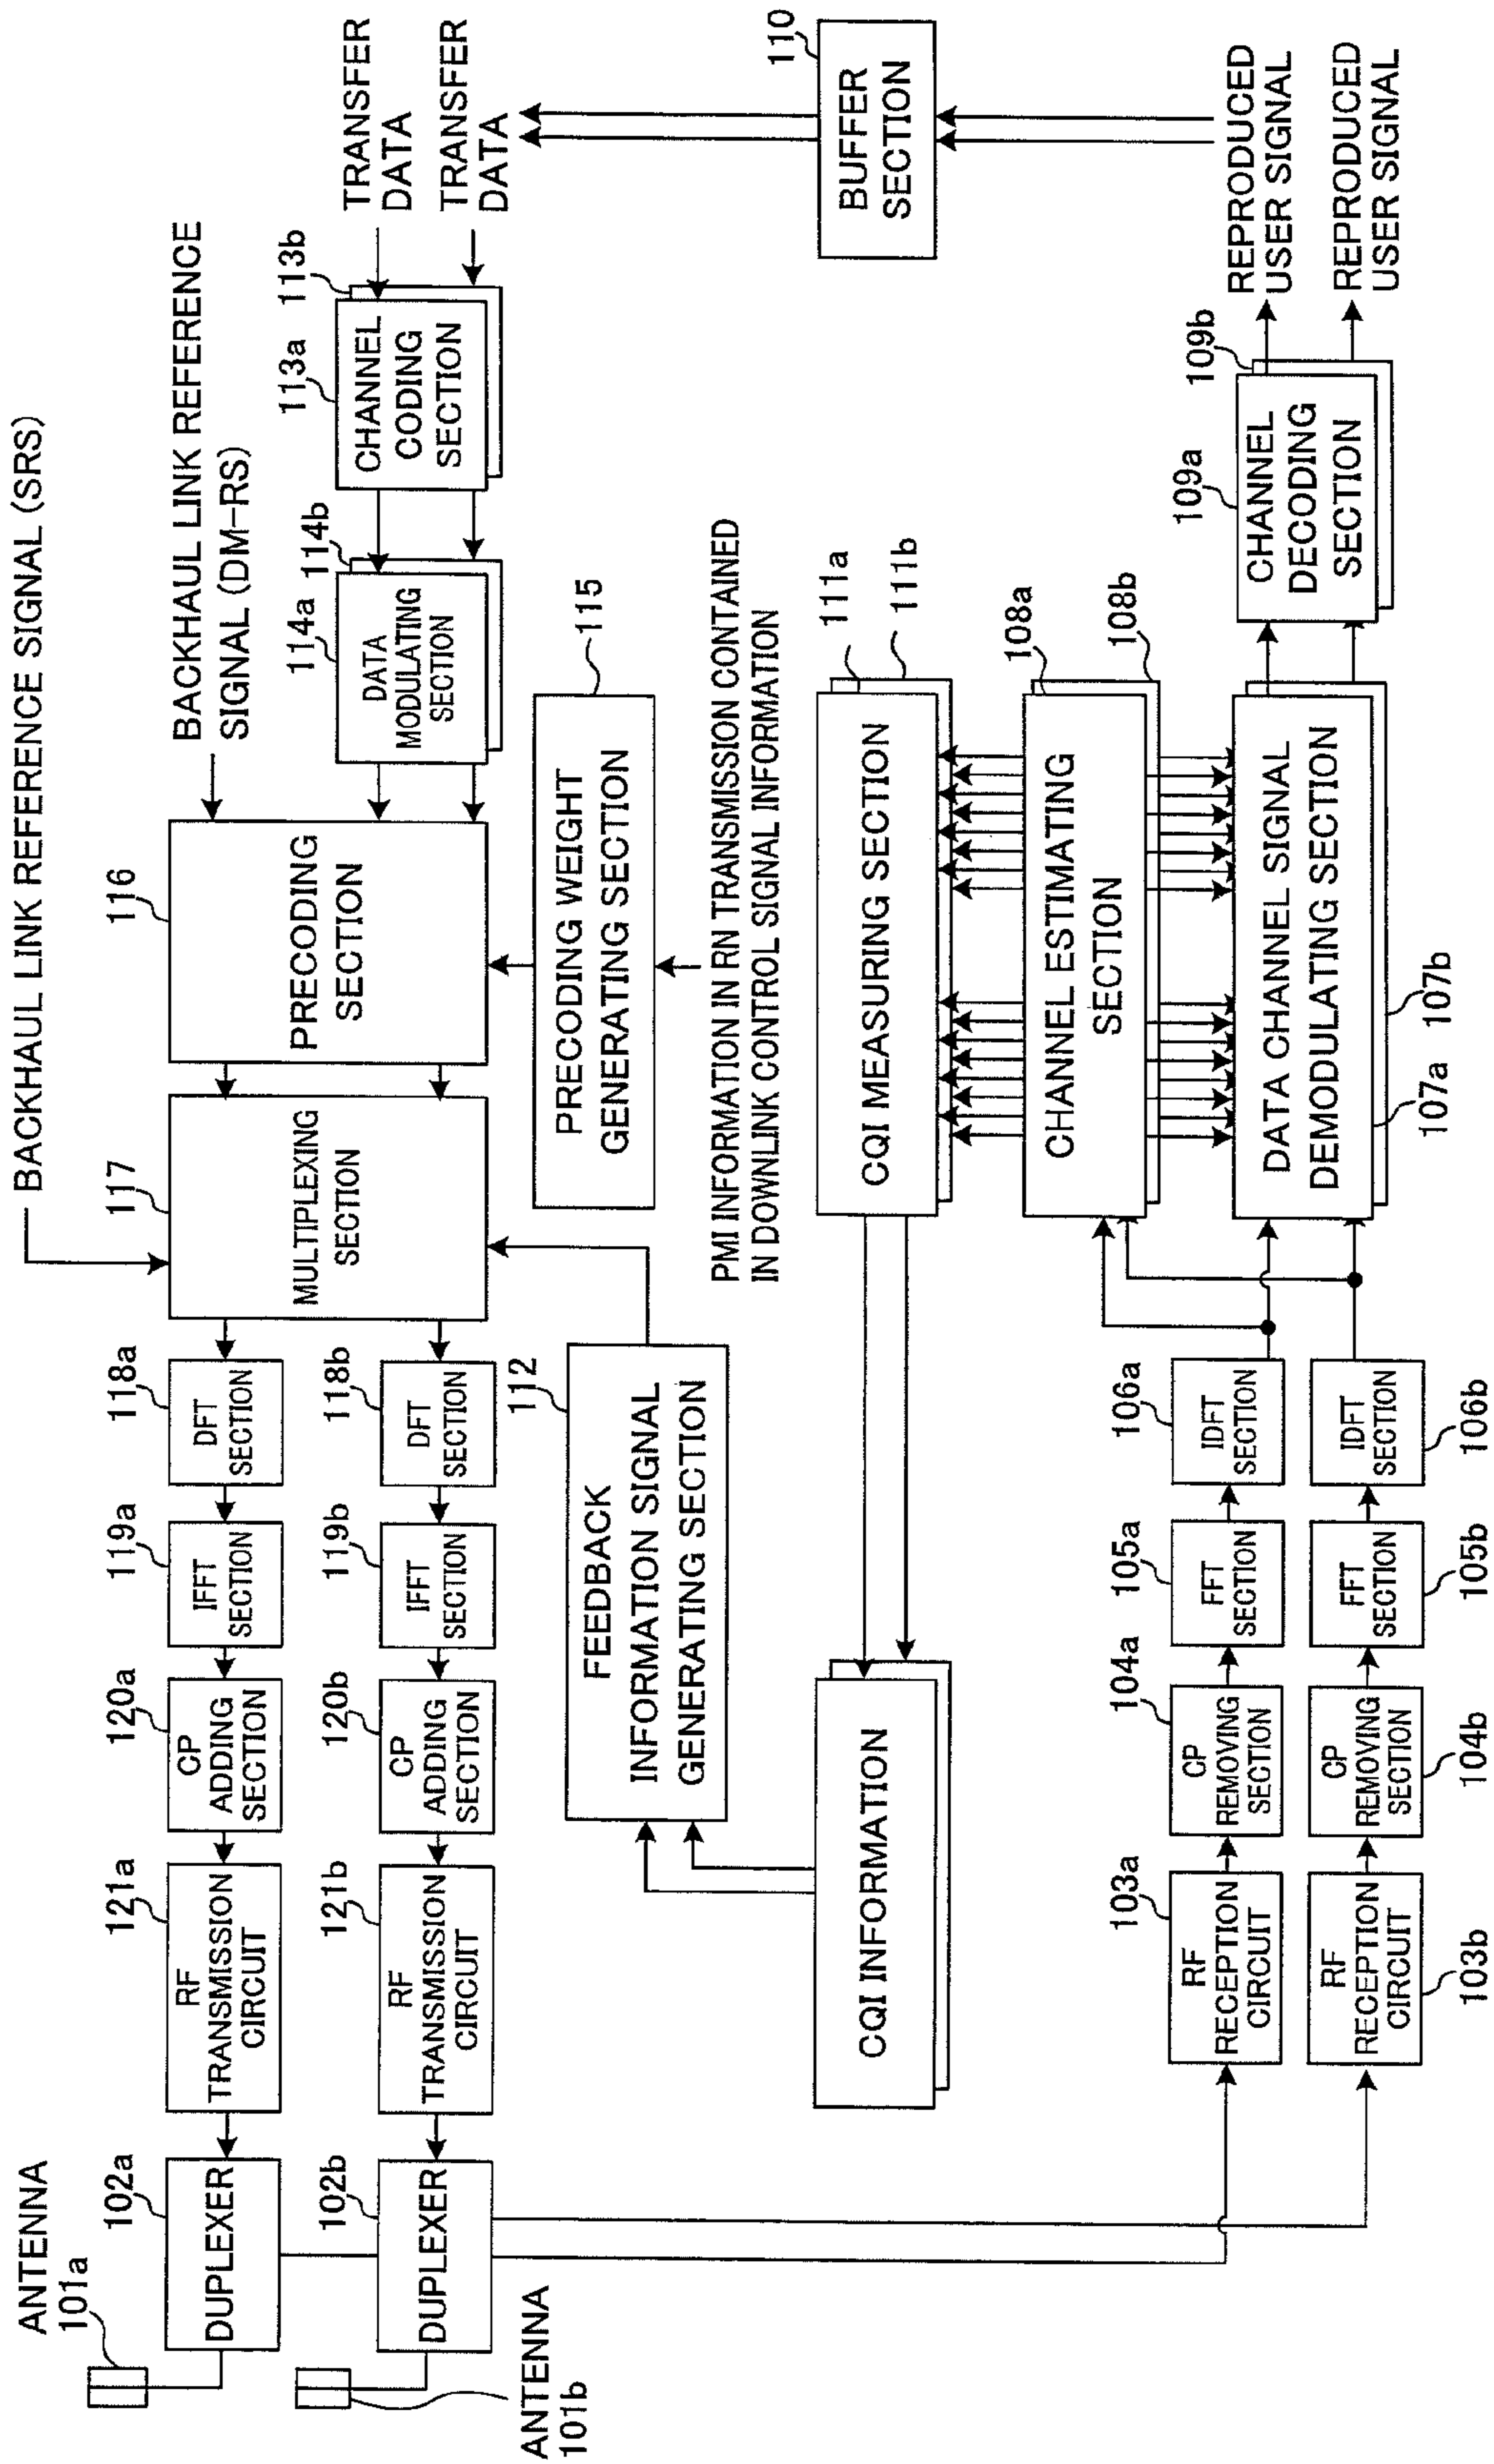 BACKHAUL LINK REFERENCE SIGNAL (SRS)
BACKHAUL LINK REFERENCE
SIGNAL (DM-RS)
ANTENNA
101a
102a
DUPLEXER
121a
RF
TRANSMISSION
CIRCUIT
120a
CP
ADDING
SECTION
119a
IFFT
SECTION
118a
DFT
SECTION
117
MULTIPLEXING
SECTION
116
PRECODING
SECTION
114a
114b
DATA
MODULATING
SECTION
113a
113b
CHANNEL
CODING
SECTION
TRANSFER
DATA
TRANSFER
DATA
ANTENNA
101b
102b
DUPLEXER
121b
RF
TRANSMISSION
CIRCUIT
120b
CP
ADDING
SECTION
119b
IFFT
SECTION
118b
DFT
SECTION
112
FEEDBACK
INFORMATION SIGNAL
GENERATING SECTION
115
PRECODING WEIGHT
GENERATING SECTION
PMI INFORMATION IN RN TRANSMISSION CONTAINED
IN DOWNLINK CONTROL SIGNAL INFORMATION
110
BUFFER
SECTION
CQI INFORMATION
111a
111b
CQI MEASURING SECTION
108a
108b
CHANNEL ESTIMATING
SECTION
103a
RF
RECEPTION
CIRCUIT
104a
CP
REMOVING
SECTION
105a
FFT
SECTION
106a
IDFT
SECTION
DATA CHANNEL SIGNAL
DEMODULATING SECTION
107a
107b
109a
109b
CHANNEL
DECODING
SECTION
REPRODUCED
USER SIGNAL
REPRODUCED
USER SIGNAL
RF
RECEPTION
CIRCUIT
103b
CP
REMOVING
SECTION
104b
FFT
SECTION
105b
IDFT
SECTION
106b